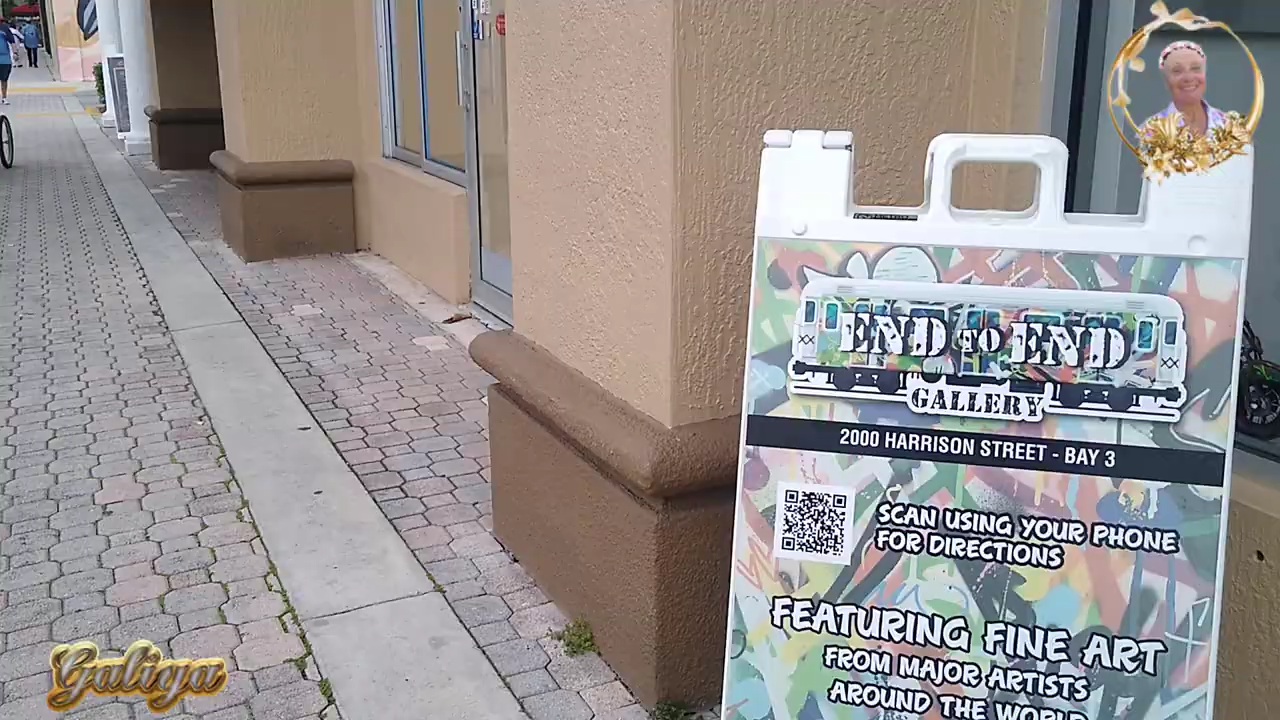 END TO END
GALLERY
2000 HARRISON STREET - BAY 3
SCAN USING YOUR PHONE
FOR DIRECTIONS
FEATURING FINE ART
FROM MAJOR ARTISTS
AROUND THE WORLD
Galiya